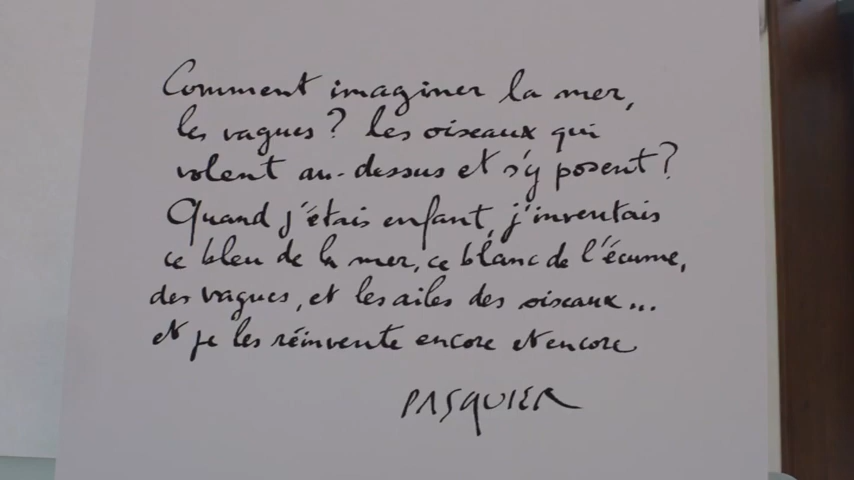 Comment imaginer la mer,
les vagues ? Les oiseaux qui
volent au-dessus et s'y posent ?
Quand j'étais enfant, j'inventais
ce bleu de la mer, ce blanc de l'écume,
des vagues, et les ailes des oiseaux...
et je les réinvente encore et encore
PASQUIER